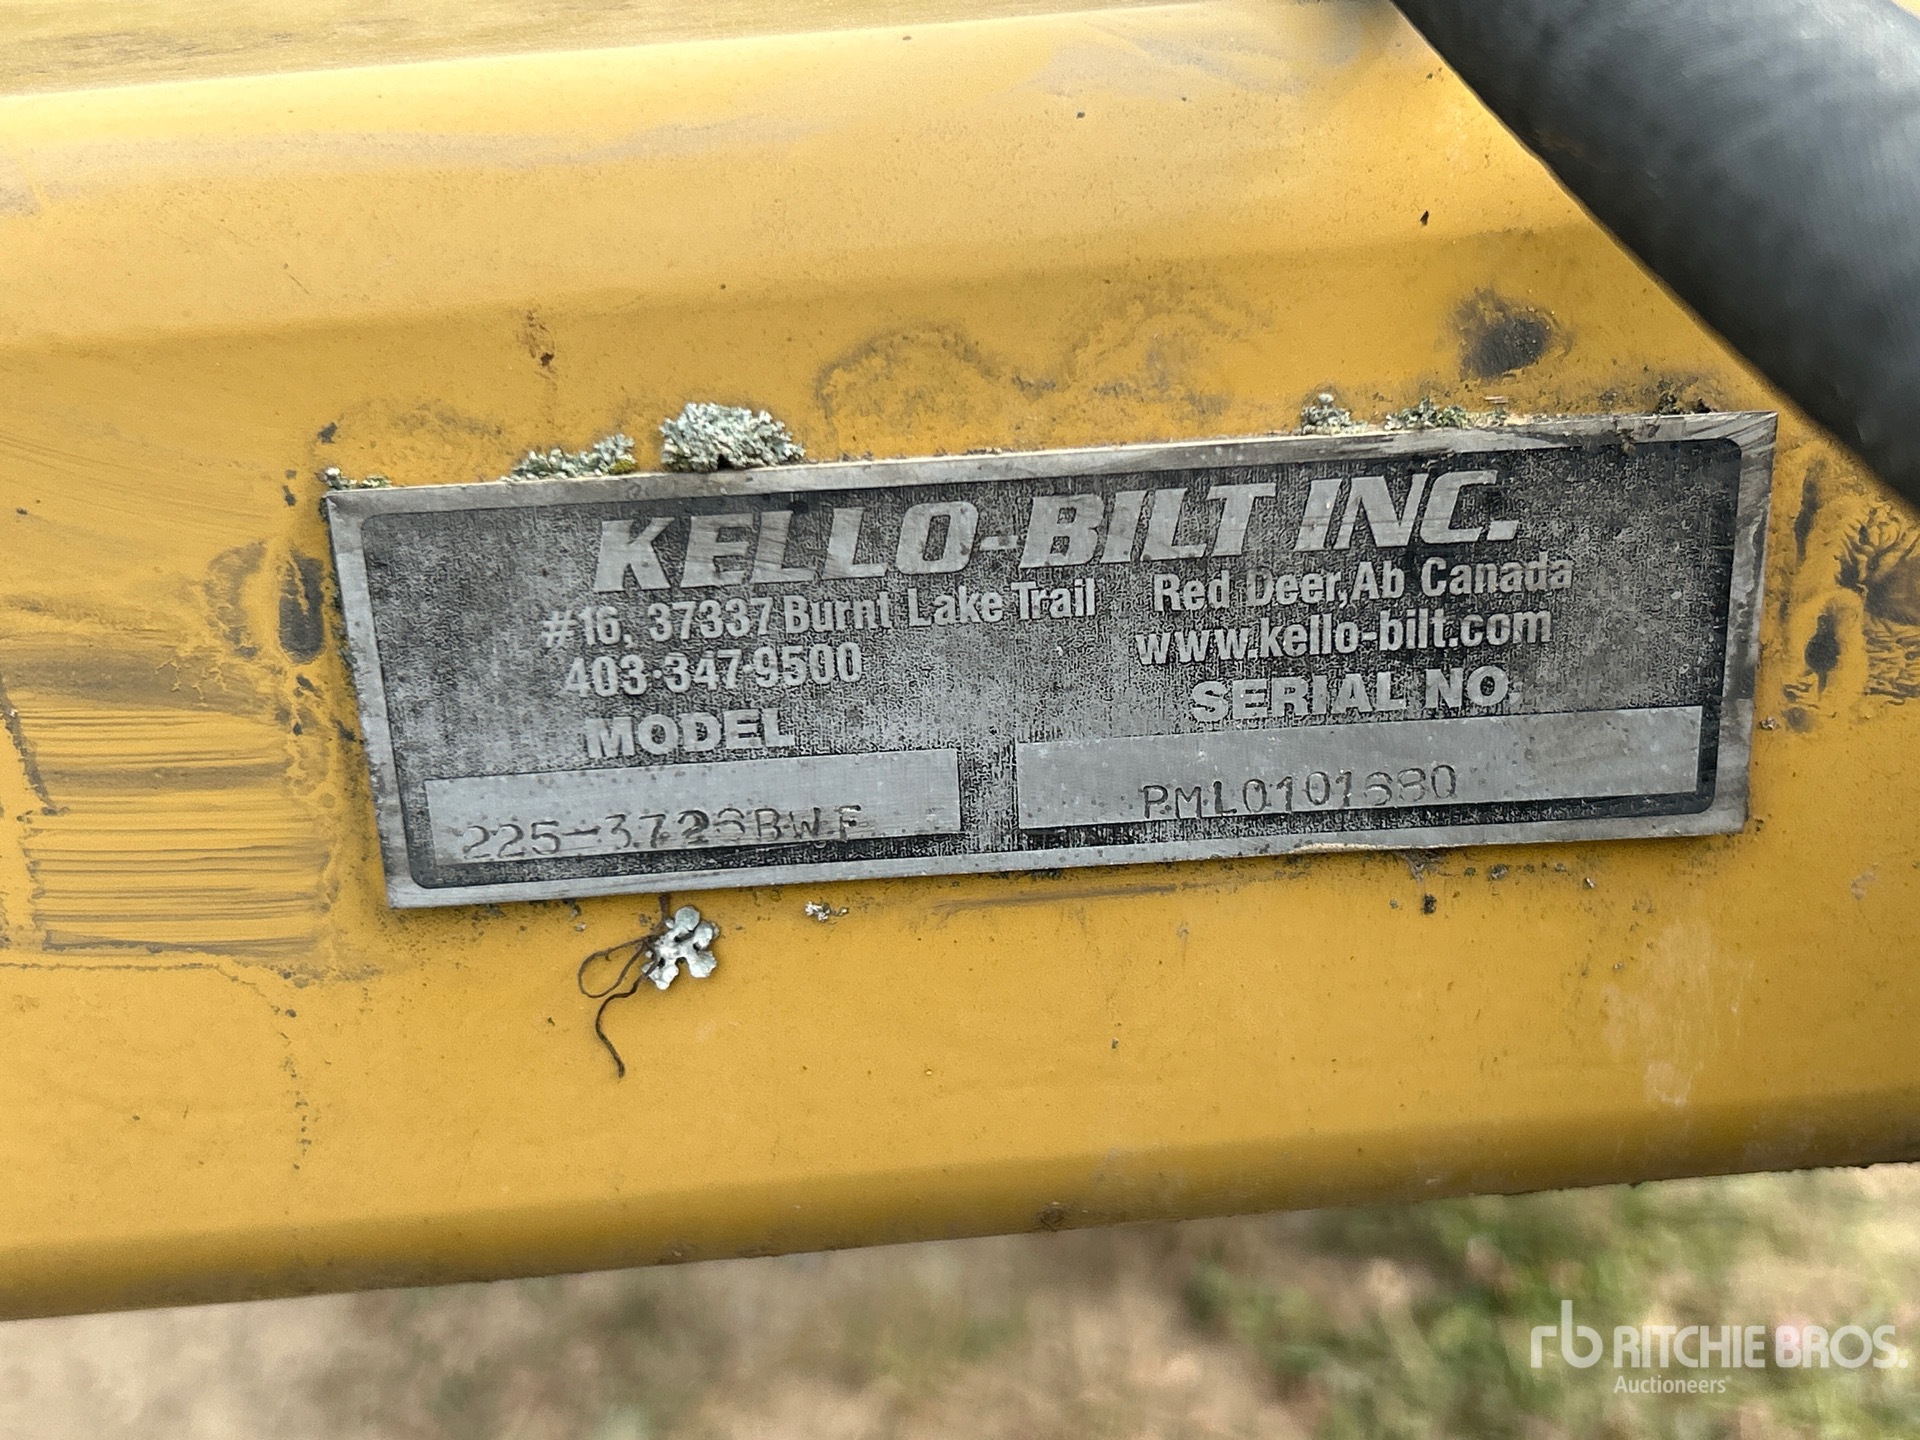 KELLO-BILT INC.
#16, 37337 Burnt Lake Trail Red Deer, Ab Canada
403-347-9500 www.kello-bilt.com
MODEL SERIAL NO.
rb RITCHIE BROS.
Auctioneers